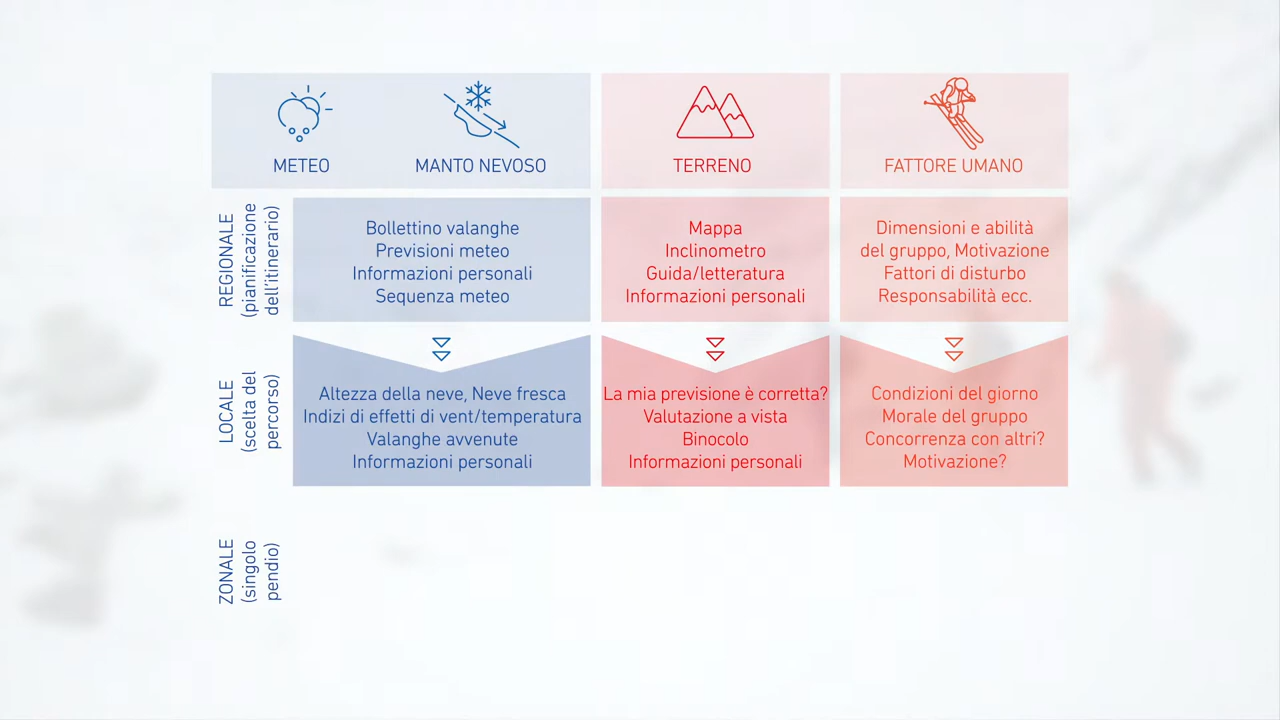 METEO
MANTO NEVOSO
TERRENO
FATTORE UMANO
REGIONALE
(pianificazione
dell'itinerario)
Bollettino valanghe
Previsioni meteo
Informazioni personali
Sequenza meteo
Mappa
Inclinometro
Guida/letteratura
Informazioni personali
Dimensioni e abilità
del gruppo, Motivazione
Fattori di disturbo
Responsabilità ecc.
LOCALE
(scelta del
percorso)
Altezza della neve, Neve fresca
Indizi di effetti di vent/temperatura
Valanghe avvenute
Informazioni personali
La mia previsione è corretta?
Valutazione a vista
Binocolo
Informazioni personali
Condizioni del giorno
Morale del gruppo
Concorrenza con altri?
Motivazione?
ZONALE
(singolo
pendio)